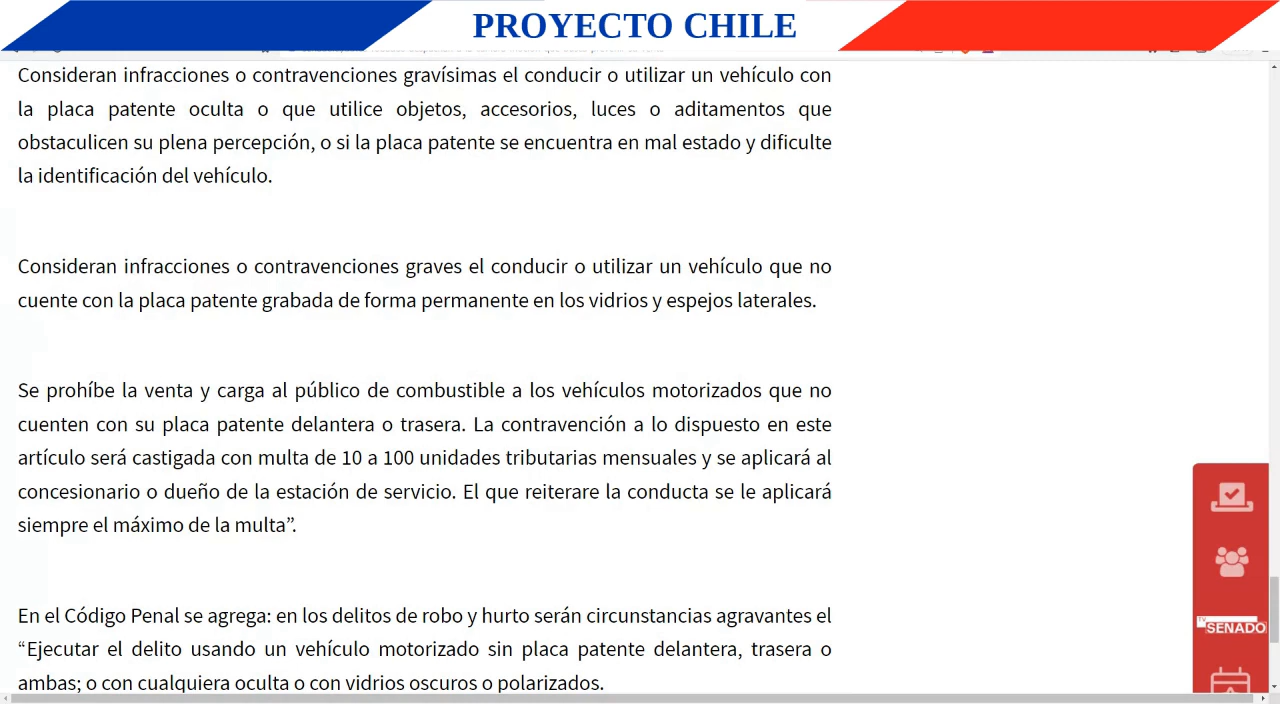 PROYECTO CHILE
Consideran infracciones o contravenciones gravísimas el conducir o utilizar un vehículo con
la placa patente oculta o que utilice objetos, accesorios, luces o aditamentos que
obstaculicen su plena percepción, o si la placa patente se encuentra en mal estado y dificulte
la identificación del vehículo.
Consideran infracciones o contravenciones graves el conducir o utilizar un vehículo que no
cuente con la placa patente grabada de forma permanente en los vidrios y espejos laterales.
Se prohíbe la venta y carga al público de combustible a los vehículos motorizados que no
cuenten con su placa patente delantera o trasera. La contravención a lo dispuesto en este
artículo será castigada con multa de 10 a 100 unidades tributarias mensuales y se aplicará al
concesionario o dueño de la estación de servicio. El que reiterare la conducta se le aplicará
siempre el máximo de la multa”.
En el Código Penal se agrega: en los delitos de robo y hurto serán circunstancias agravantes el
“Ejecutar el delito usando un vehículo motorizado sin placa patente delantera, trasera o
ambas; o con cualquiera oculta o con vidrios oscuros o polarizados.
TV
SENADO